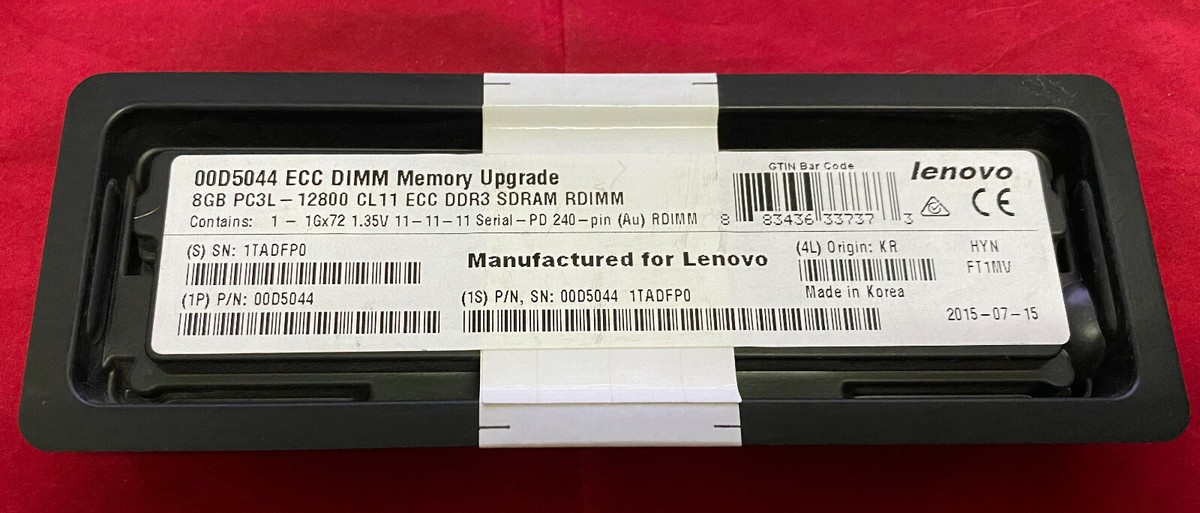 00D5044 ECC DIMM Memory Upgrade
8GB PC3L-12800 CL11 ECC DDR3 SDRAM RDIMM
Contains: 1 - 1Gx72 1.35V 11-11-11 Serial-PD 240-pin (Au) RDIMM
GTIN Bar Code
8 83436 33737 3
lenovo
CE
(S) SN: 1TADFP0
Manufactured for Lenovo
(4L) Origin: KR
Made in Korea
HYN
FT1MV
(1P) P/N: 00D5044
(1S) P/N, SN: 00D5044 1TADFP0
2015-07-15